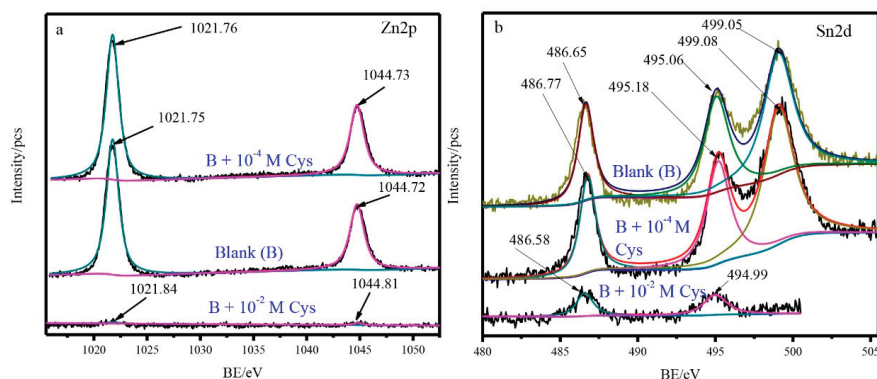 a
Zn2p
1021.76
1044.73
1021.75
B + 10⁻⁴ M Cys
1044.72
Blank (B)
1021.84
1044.81
B + 10⁻² M Cys
Intensity/pcs
1020 1025 1030 1035 1040 1045 1050
BE/eV
b
Sn2d
499.05
499.08
486.65
495.06
486.77
495.18
Blank (B)
B + 10⁻⁴ M
Cys
486.58
494.99
B + 10⁻² M Cys
Intensity/pcs
480 485 490 495 500 505
BE/eV